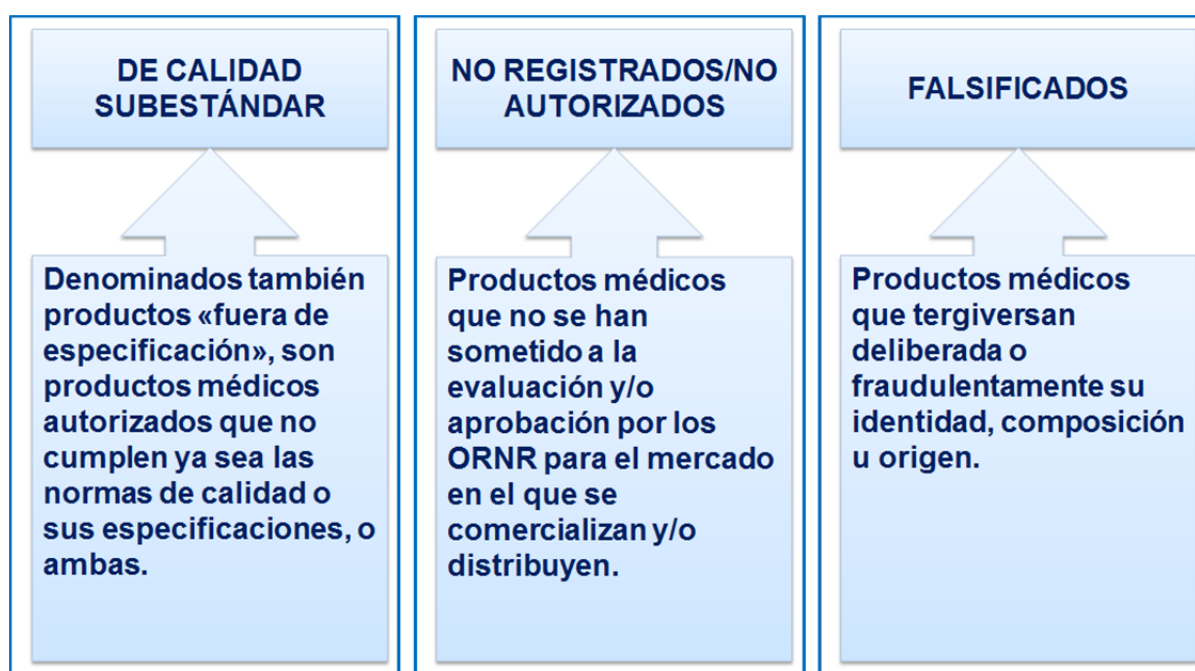 DE CALIDAD
SUBESTÁNDAR
Denominados también
productos «fuera de
especificación», son
productos médicos
autorizados que no
cumplen ya sea las
normas de calidad o
sus especificaciones, o
ambas.
NO REGISTRADOS/NO
AUTORIZADOS
Productos médicos
que no se han
sometido a la
evaluación y/o
aprobación por los
ORNR para el mercado
en el que se
comercializan y/o
distribuyen.
FALSIFICADOS
Productos médicos
que tergiversan
deliberada o
fraudulentamente su
identidad, composición
u origen.